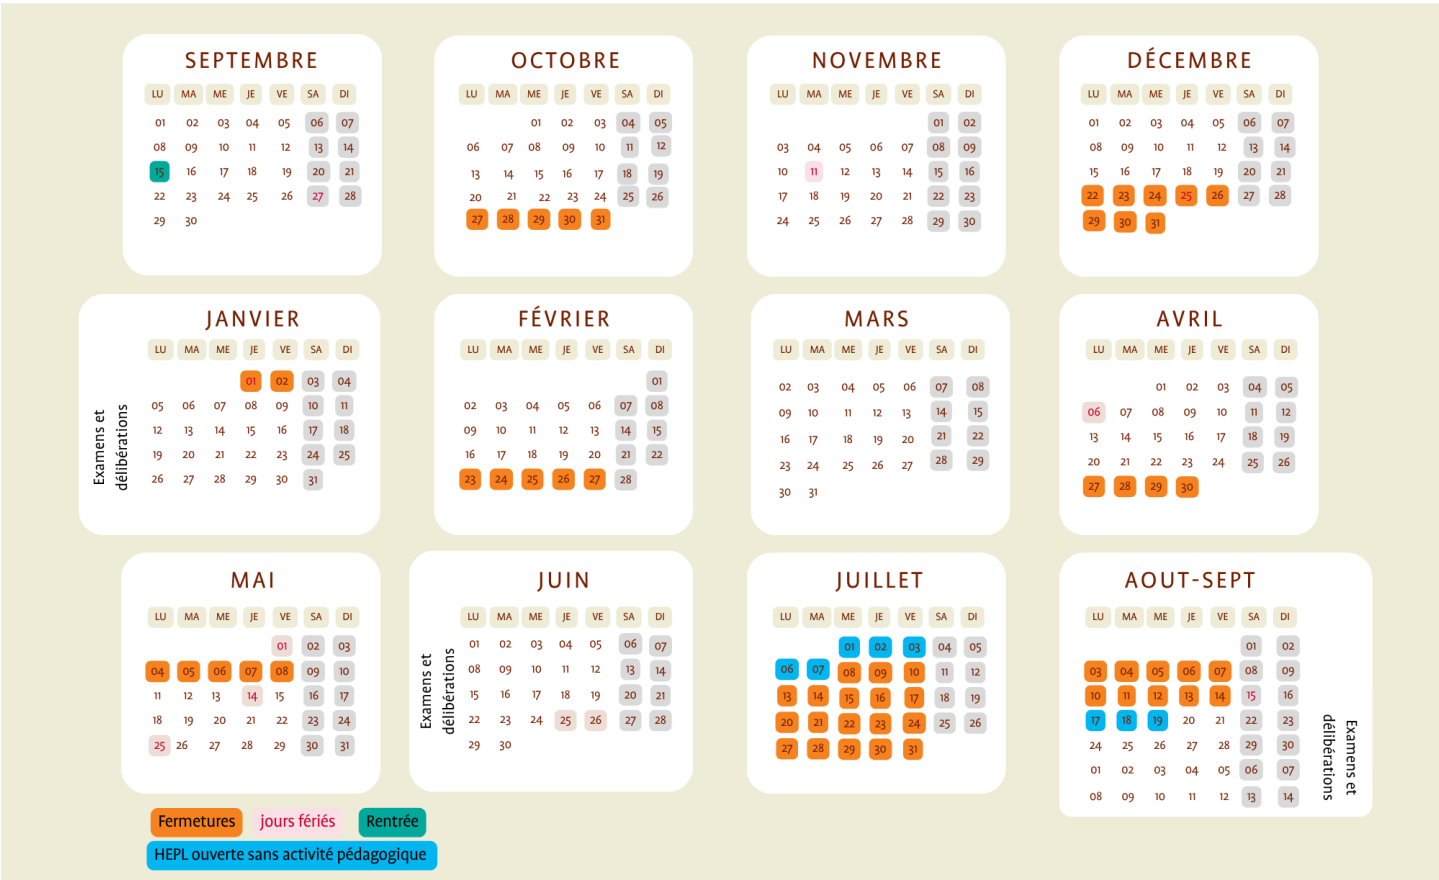 SEPTEMBRE
LU MA ME JE VE SA DI
01 02 03 04 05 06 07
08 09 10 11 12 13 14
15 16 17 18 19 20 21
22 23 24 25 26 27 28
29 30
OCTOBRE
LU MA ME JE VE SA DI
01 02 03 04 05
06 07 08 09 10 11 12
13 14 15 16 17 18 19
20 21 22 23 24 25 26
27 28 29 30 31
NOVEMBRE
LU MA ME JE VE SA DI
01 02
03 04 05 06 07 08 09
10 11 12 13 14 15 16
17 18 19 20 21 22 23
24 25 26 27 28 29 30
DÉCEMBRE
LU MA ME JE VE SA DI
01 02 03 04 05 06 07
08 09 10 11 12 13 14
15 16 17 18 19 20 21
22 23 24 25 26 27 28
29 30 31
JANVIER
LU MA ME JE VE SA DI
01 02 03 04
05 06 07 08 09 10 11
12 13 14 15 16 17 18
19 20 21 22 23 24 25
26 27 28 29 30 31
Examens et
délibérations
FÉVRIER
LU MA ME JE VE SA DI
01
02 03 04 05 06 07 08
09 10 11 12 13 14 15
16 17 18 19 20 21 22
23 24 25 26 27 28
MARS
LU MA ME JE VE SA DI
02 03 04 05 06 07 08
09 10 11 12 13 14 15
16 17 18 19 20 21 22
23 24 25 26 27 28 29
30 31
AVRIL
LU MA ME JE VE SA DI
01 02 03 04 05
06 07 08 09 10 11 12
13 14 15 16 17 18 19
20 21 22 23 24 25 26
27 28 29 30
MAI
LU MA ME JE VE SA DI
01 02 03
04 05 06 07 08 09 10
11 12 13 14 15 16 17
18 19 20 21 22 23 24
25 26 27 28 29 30 31
JUIN
LU MA ME JE VE SA DI
01 02 03 04 05 06 07
08 09 10 11 12 13 14
15 16 17 18 19 20 21
22 23 24 25 26 27 28
29 30
Examens et
délibérations
JUILLET
LU MA ME JE VE SA DI
01 02 03 04 05
06 07 08 09 10 11 12
13 14 15 16 17 18 19
20 21 22 23 24 25 26
27 28 29 30 31
AOUT-SEPT
LU MA ME JE VE SA DI
01 02
03 04 05 06 07 08 09
10 11 12 13 14 15 16
17 18 19 20 21 22 23
24 25 26 27 28 29 30
01 02 03 04 05 06 07
08 09 10 11 12 13 14
Examens et
délibérations
Fermetures jours fériés Rentrée
HEPL ouverte sans activité pédagogique